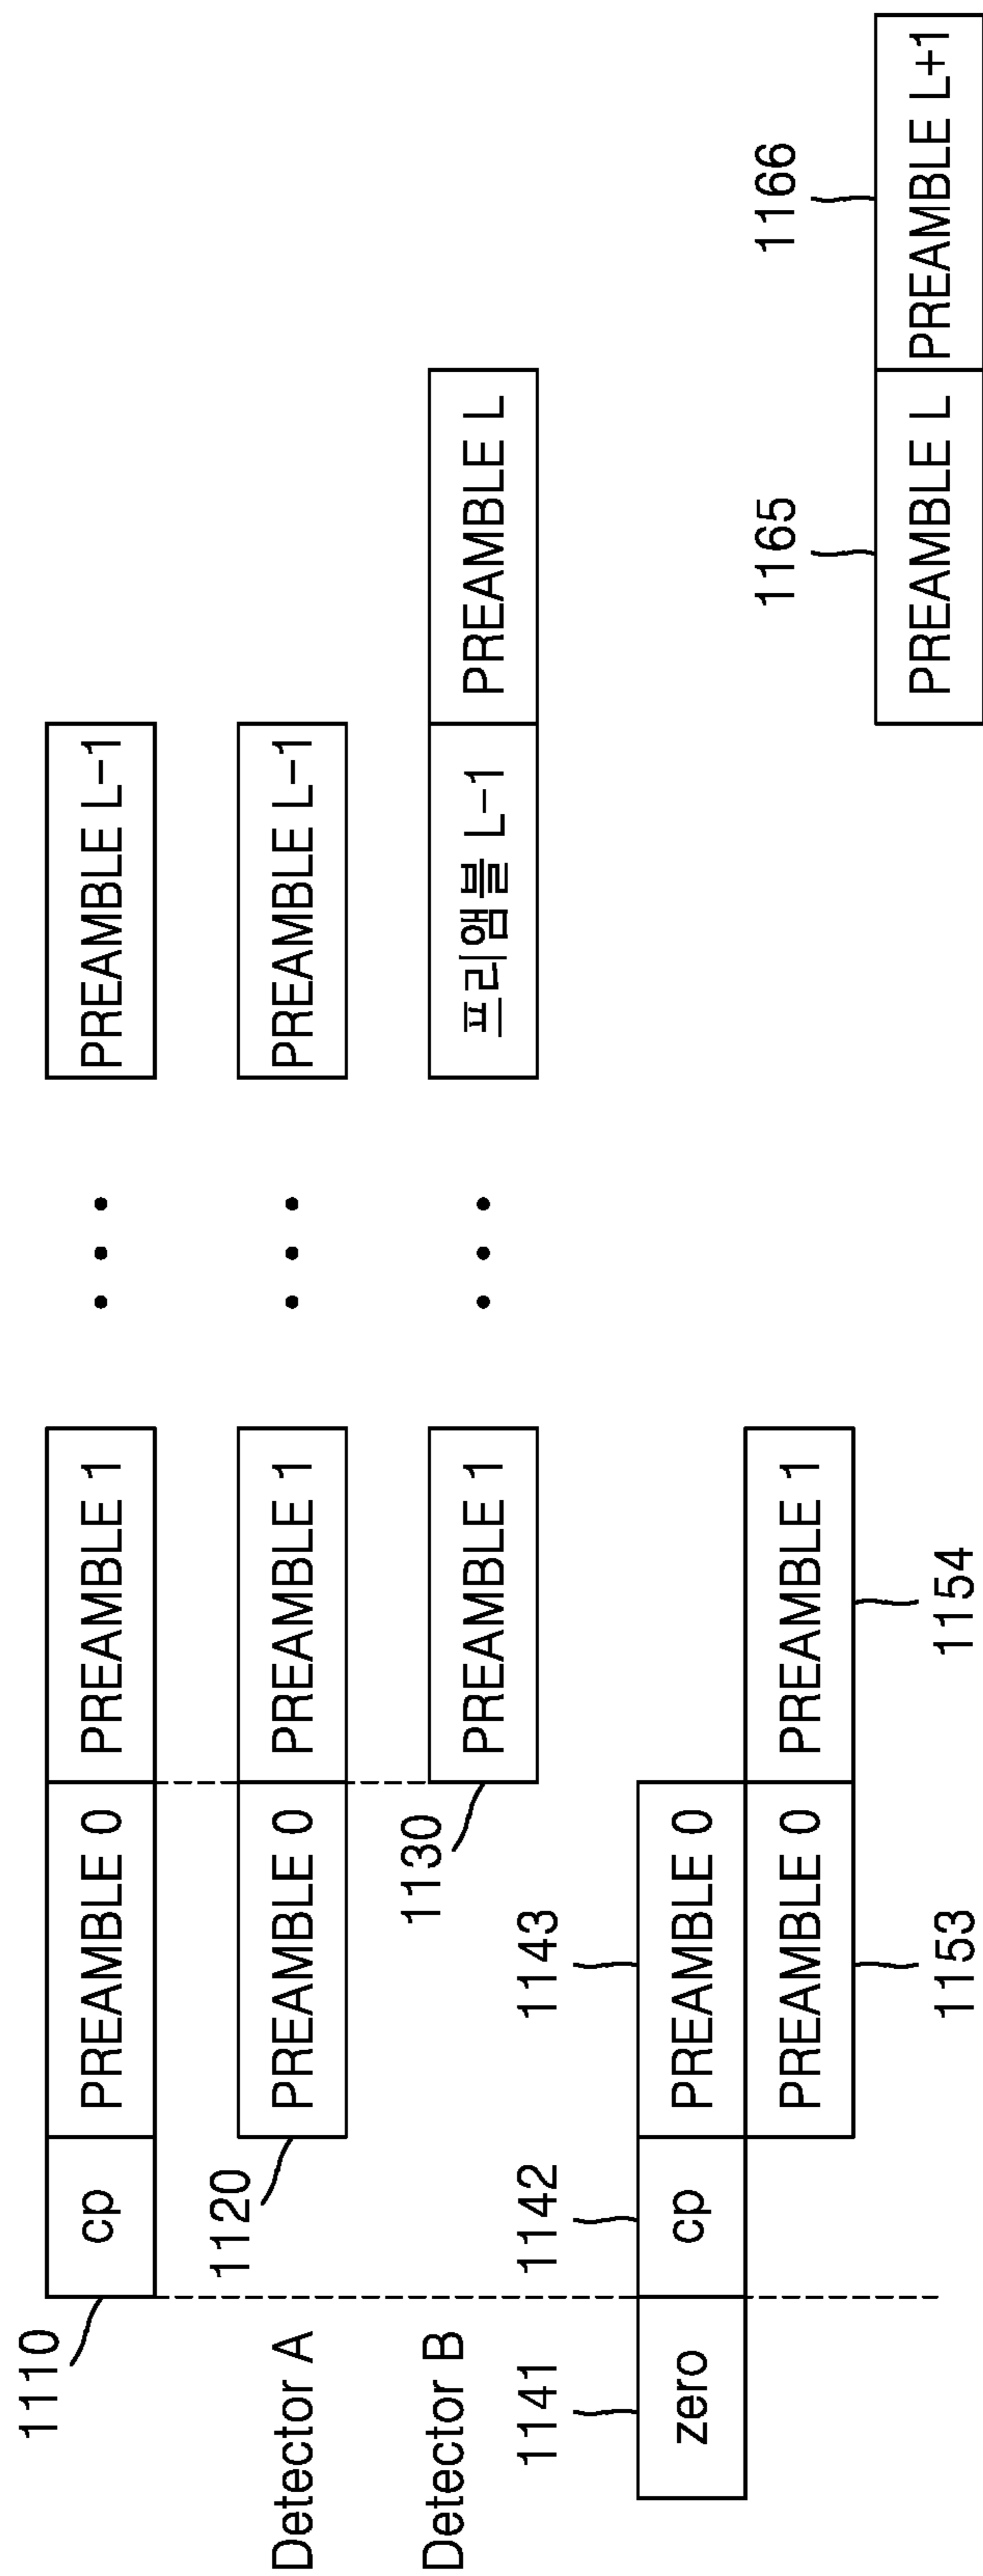 1110
cp
PREAMBLE 0
PREAMBLE 1
• • •
PREAMBLE L-1
Detector A
1120
PREAMBLE 0
PREAMBLE 1
• • •
PREAMBLE L-1
Detector B
1130
PREAMBLE 1
• • •
프리앰블 L-1
PREAMBLE L
1141
1142
1143
zero
cp
PREAMBLE 0
PREAMBLE 0
PREAMBLE 1
1153
1154
1165
1166
PREAMBLE L
PREAMBLE L+1